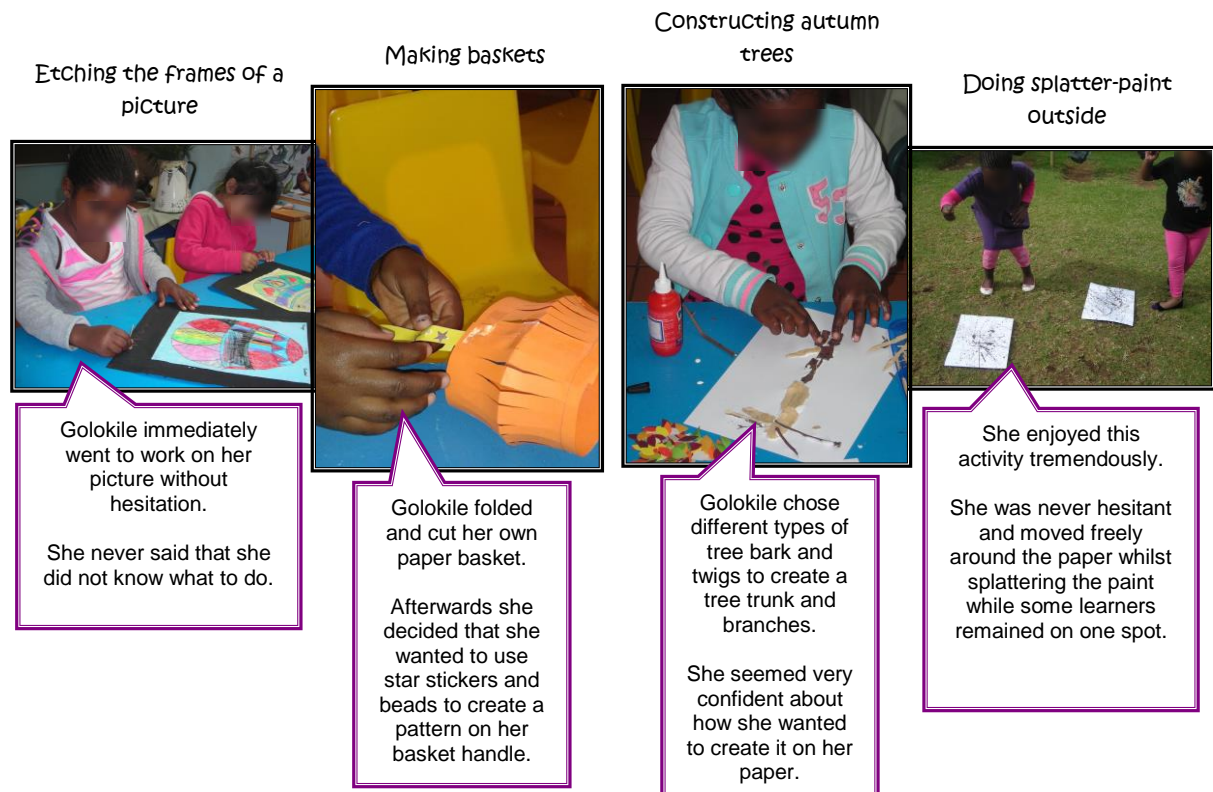 Etching the frames of a
picture
Making baskets
Constructing autumn
trees
Doing splatter-paint
outside
Golokile immediately
went to work on her
picture without
hesitation.
She never said that she
did not know what to do.
Golokile folded
and cut her own
paper basket.
Afterwards she
decided that she
wanted to use
star stickers and
beads to create a
pattern on her
basket handle.
Golokile chose
different types of
tree bark and
twigs to create a
tree trunk and
branches.
She seemed very
confident about
how she wanted
to create it on her
paper.
She enjoyed this
activity tremendously.
She was never hesitant
and moved freely
around the paper whilst
splattering the paint
while some learners
remained on one spot.